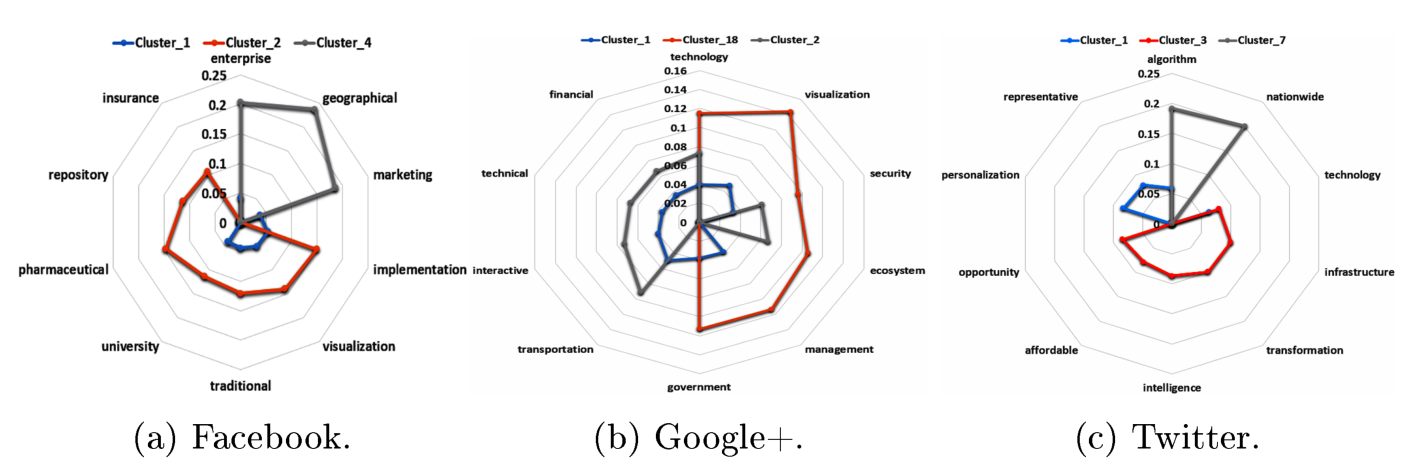 Cluster_1 Cluster_2 Cluster_4
enterprise
0.25
insurance
geographical
0.2
0.15
repository
marketing
0.1
0.05
0
pharmaceutical
implementation
university
visualization
traditional
(a) Facebook.
Cluster_1 Cluster_18 Cluster_2
technology
0.16
financial
0.14
visualization
0.12
0.1
technical
0.08
security
0.06
0.04
0.02
0
interactive
ecosystem
transportation
management
government
(b) Google+.
Cluster_1 Cluster_3 Cluster_7
algorithm
0.25
representative
nationwide
0.2
0.15
personalization
technology
0.1
0.05
0
opportunity
infrastructure
affordable
transformation
intelligence
(c) Twitter.